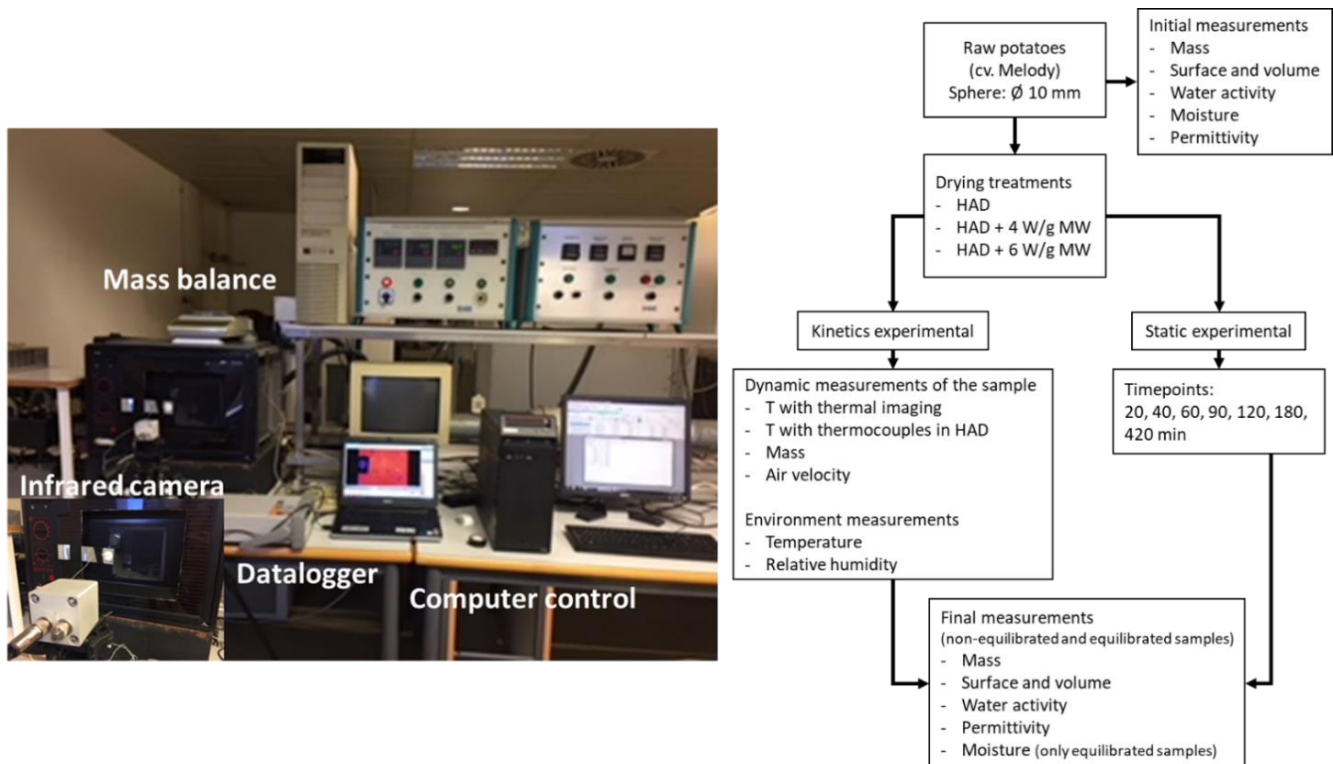 Mass balance
Infrared camera
Datalogger
Computer control
Raw potatoes
(cv. Melody)
Sphere: Ø 10 mm
Initial measurements
- Mass
- Surface and volume
- Water activity
- Moisture
- Permittivity
Drying treatments
- HAD
- HAD + 4 W/g MW
- HAD + 6 W/g MW
Kinetics experimental
Static experimental
Dynamic measurements of the sample
- T with thermal imaging
- T with thermocouples in HAD
- Mass
- Air velocity
Environment measurements
- Temperature
- Relative humidity
Timepoints:
20, 40, 60, 90, 120, 180,
420 min
Final measurements
(non-equilibrated and equilibrated samples)
- Mass
- Surface and volume
- Water activity
- Permittivity
- Moisture (only equilibrated samples)